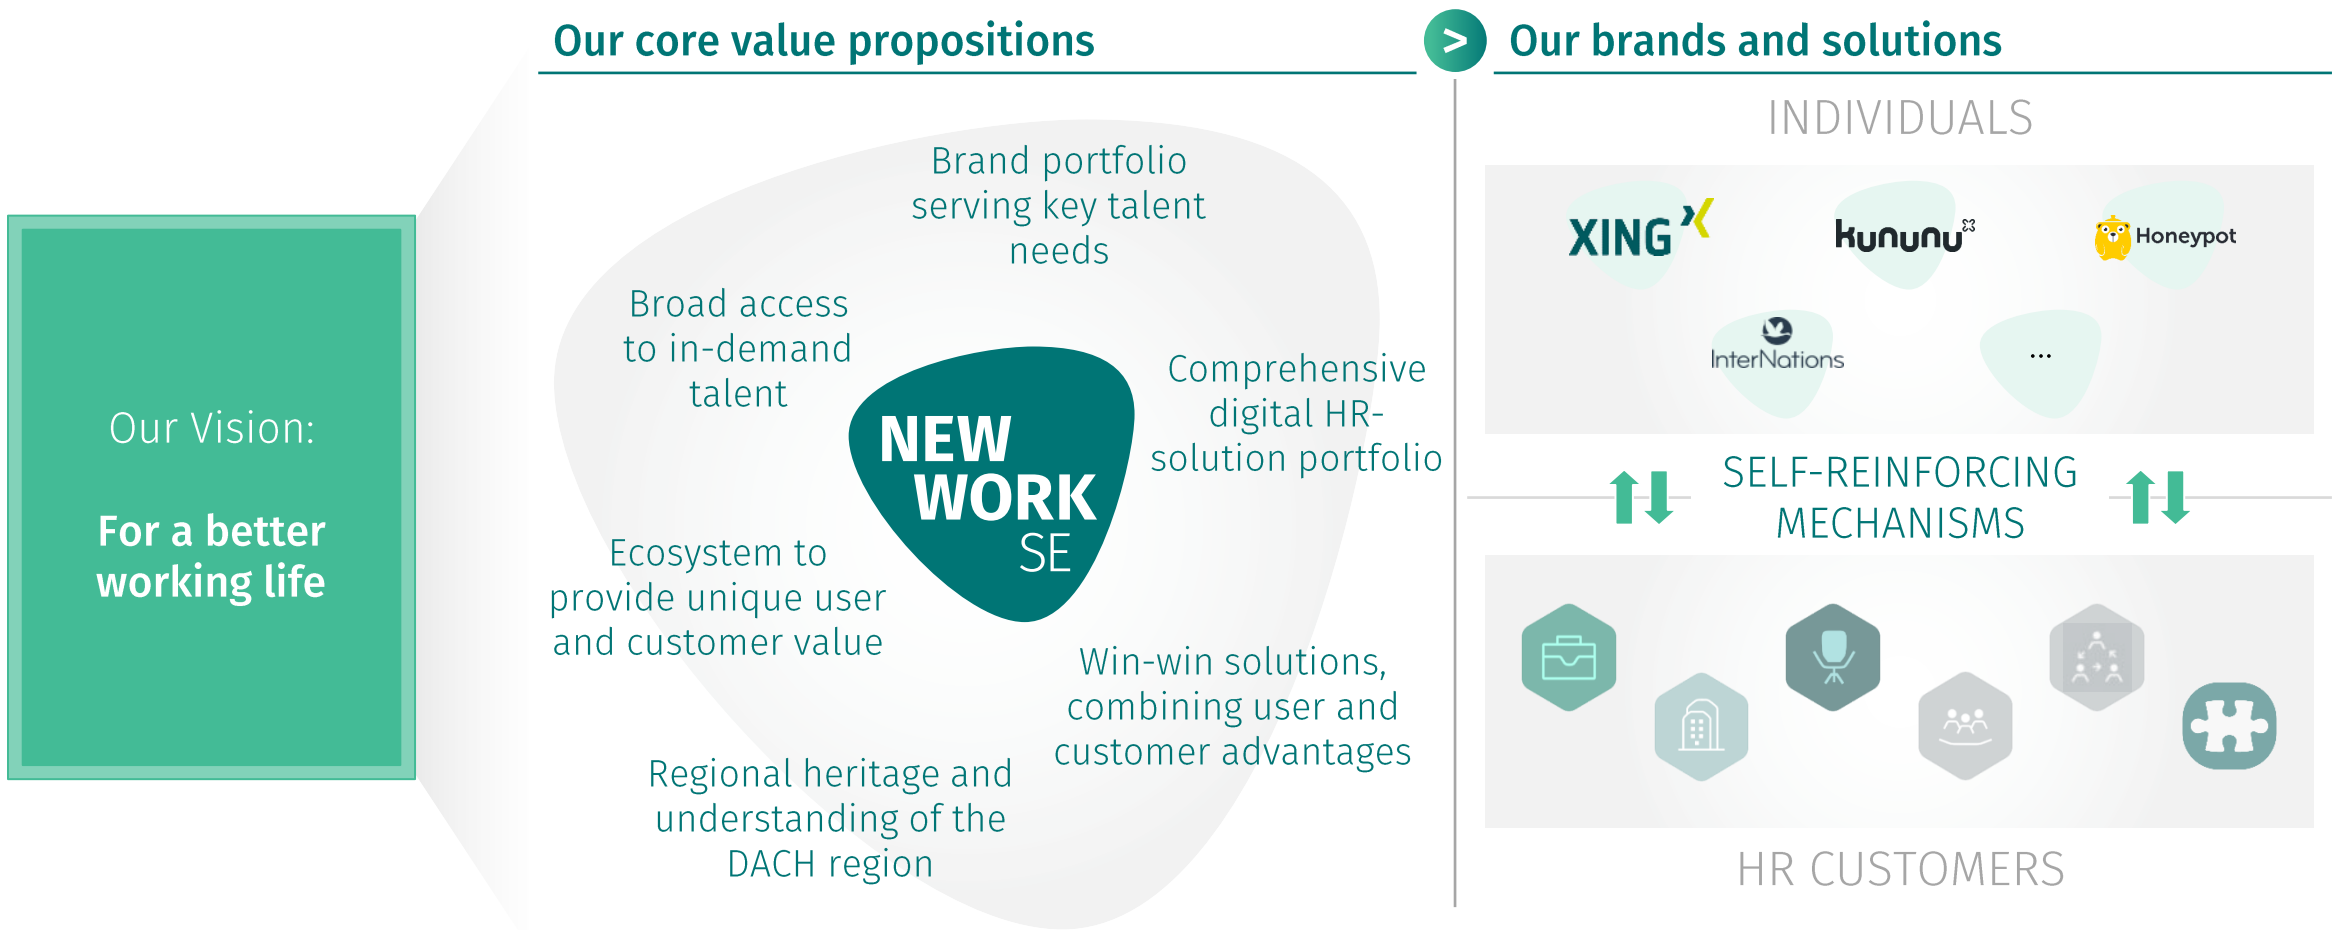 Our Vision:
For a better
working life
Our core value propositions
Brand portfolio
serving key talent
needs
Broad access
to in-demand
talent
Comprehensive
digital HR-
solution portfolio
NEW
WORK
SE
Ecosystem to
provide unique user
and customer value
Win-win solutions,
combining user and
customer advantages
Regional heritage and
understanding of the
DACH region
>
Our brands and solutions
INDIVIDUALS
XING
kununu
Honeypot
InterNations
...
SELF-REINFORCING
MECHANISMS
HR CUSTOMERS